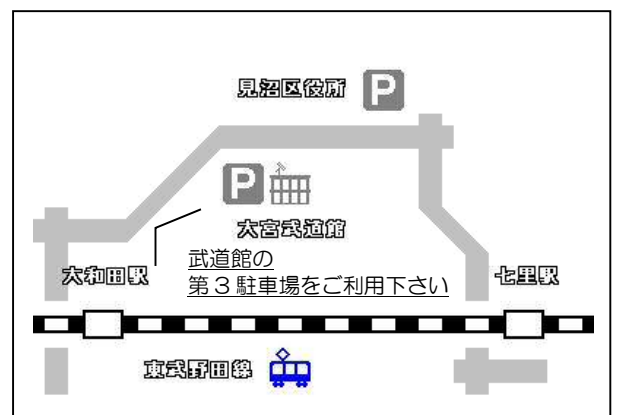 見沼区役所 P
P
大宮武道館
武道館の
第3駐車場をご利用下さい
大和田駅
七里駅
東武野田線